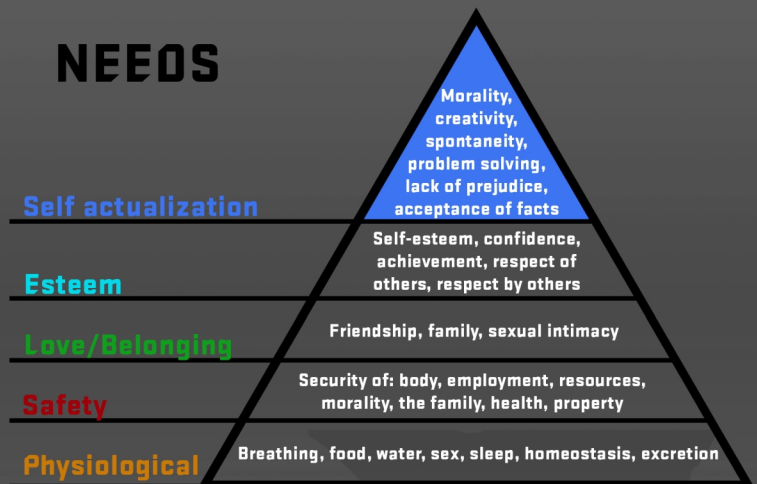 NEEDS
Morality,
creativity,
spontaneity,
problem solving,
lack of prejudice,
acceptance of facts
Self actualization
Self-esteem, confidence,
achievement, respect of
others, respect by others
Esteem
Friendship, family, sexual intimacy
Love/Belonging
Security of: body, employment, resources,
morality, the family, health, property
Safety
Breathing, food, water, sex, sleep, homeostasis, excretion
Physiological